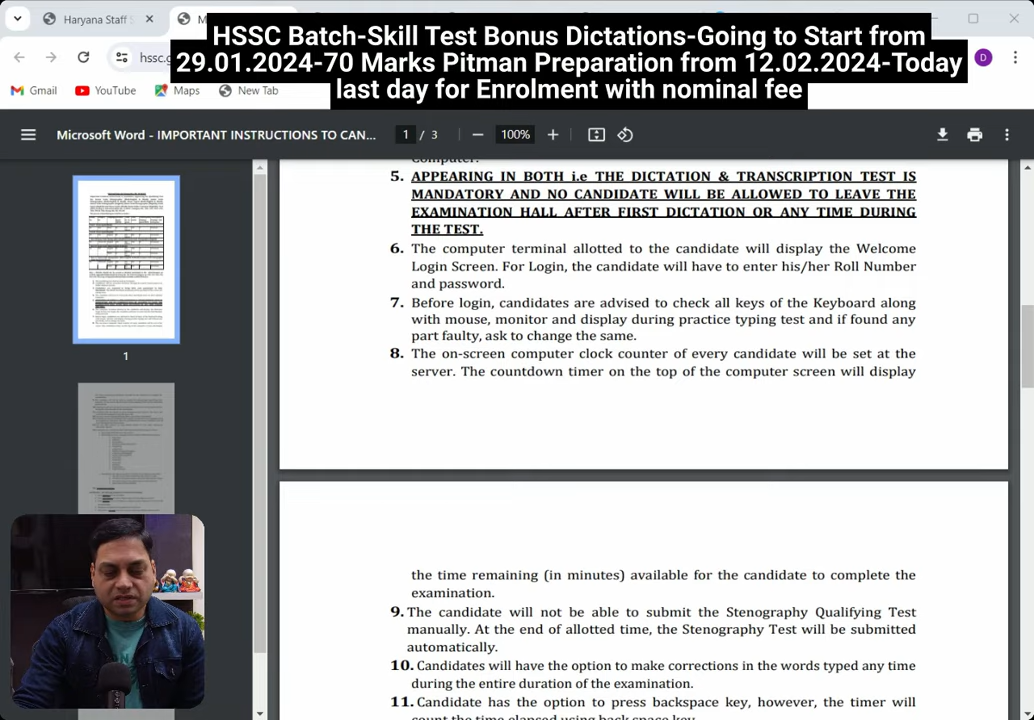 Haryana Staff
HSSC Batch-Skill Test Bonus Dictations-Going to Start from
29.01.2024-70 Marks Pitman Preparation from 12.02.2024-Today
last day for Enrolment with nominal fee
hssc.g
D
Gmail
YouTube
Maps
New Tab
Microsoft Word - IMPORTANT INSTRUCTIONS TO CAN...
1 / 3
100%
Computer.
5. APPEARING IN BOTH i.e THE DICTATION & TRANSCRIPTION TEST IS
MANDATORY AND NO CANDIDATE WILL BE ALLOWED TO LEAVE THE
EXAMINATION HALL AFTER FIRST DICTATION OR ANY TIME DURING
THE TEST.
6. The computer terminal allotted to the candidate will display the Welcome
Login Screen. For Login, the candidate will have to enter his/her Roll Number
and password.
7. Before login, candidates are advised to check all keys of the Keyboard along
with mouse, monitor and display during practice typing test and if found any
part faulty, ask to change the same.
8. The on-screen computer clock counter of every candidate will be set at the
server. The countdown timer on the top of the computer screen will display
1
the time remaining (in minutes) available for the candidate to complete the
examination.
9. The candidate will not be able to submit the Stenography Qualifying Test
manually. At the end of allotted time, the Stenography Test will be submitted
automatically.
10. Candidates will have the option to make corrections in the words typed any time
during the entire duration of the examination.
11. Candidate has the option to press backspace key, however, the timer will
count the time elapsed using back space key.